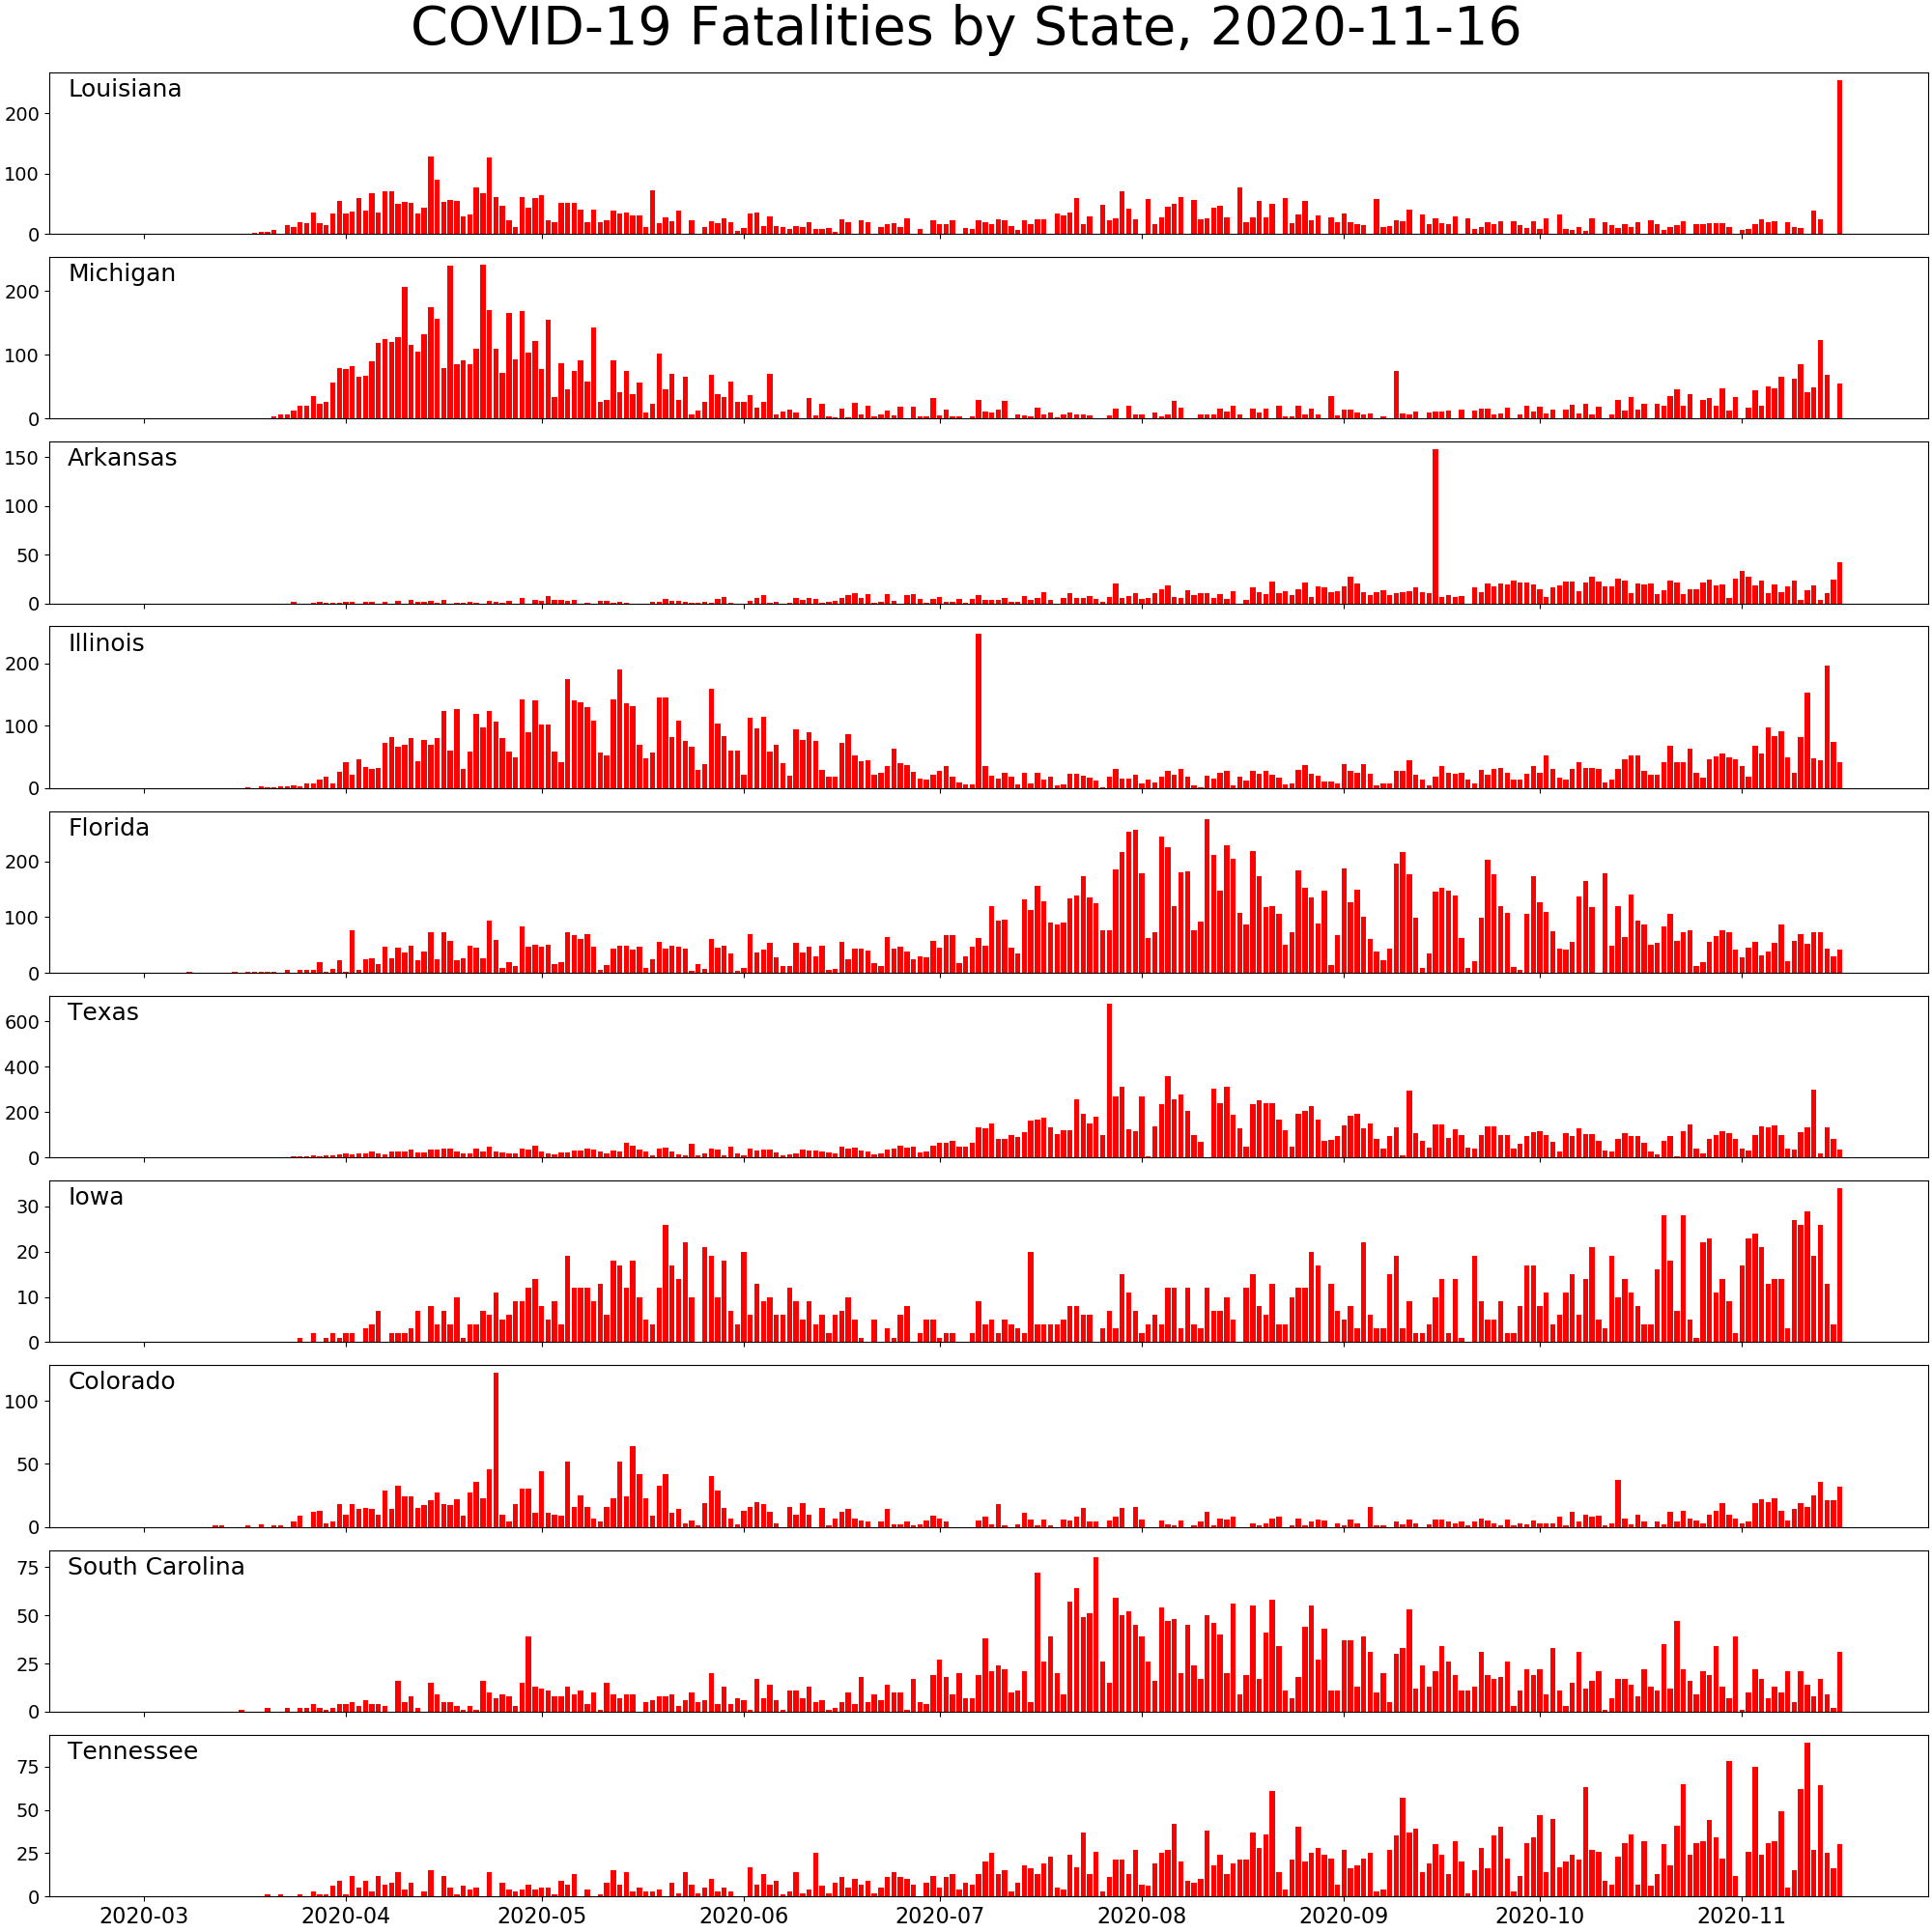 COVID-19 Fatalities by State, 2020-11-16
Louisiana
200
100
0
Michigan
200
100
0
Arkansas
150
100
50
0
Illinois
200
100
0
Florida
200
100
0
Texas
600
400
200
0
Iowa
30
20
10
0
Colorado
100
50
0
South Carolina
75
50
25
0
Tennessee
75
50
25
0
2020-03 2020-04 2020-05 2020-06 2020-07 2020-08 2020-09 2020-10 2020-11